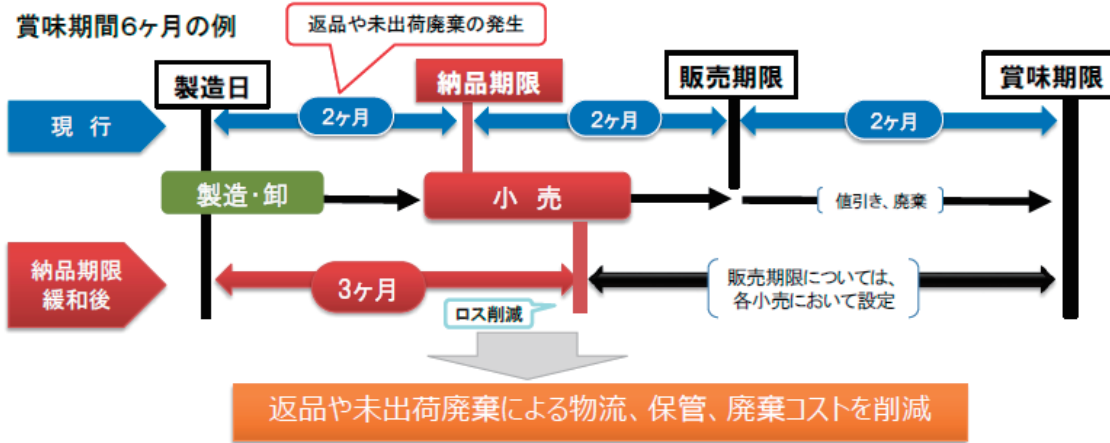 賞味期間6ヶ月の例
返品や未出荷廃棄の発生
製造日
納品期限
販売期限
賞味期限
現 行
2ヶ月
2ヶ月
2ヶ月
製造・卸
小 売
値引き、廃棄
納品期限
緩和後
3ヶ月
販売期限については、
各小売において設定
ロス削減
返品や未出荷廃棄による物流、保管、廃棄コストを削減